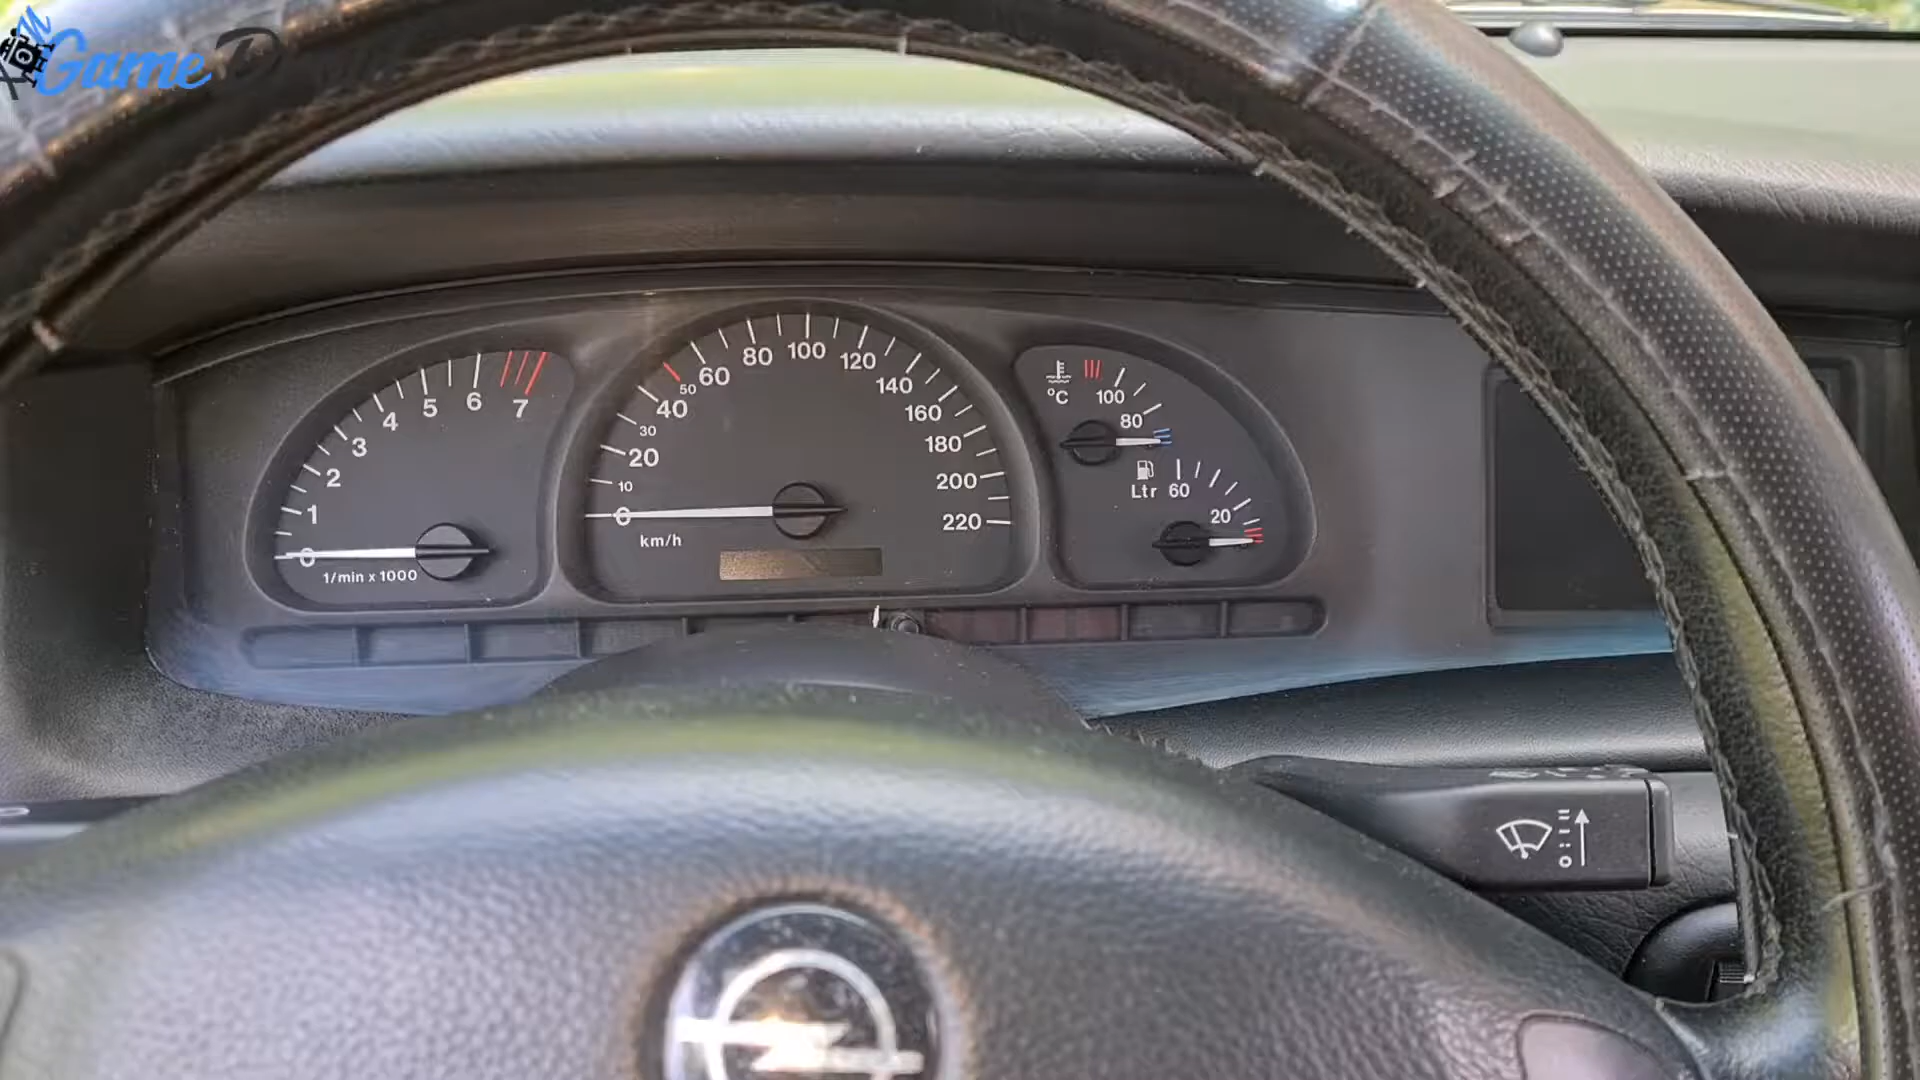 Game D
1 2 3 4 5 6 7
0
1/min x 1000
0 10 20 30 40 50 60 80 100 120 140 160 180 200 220
km/h
°C 100
80
Ltr 60
20
O